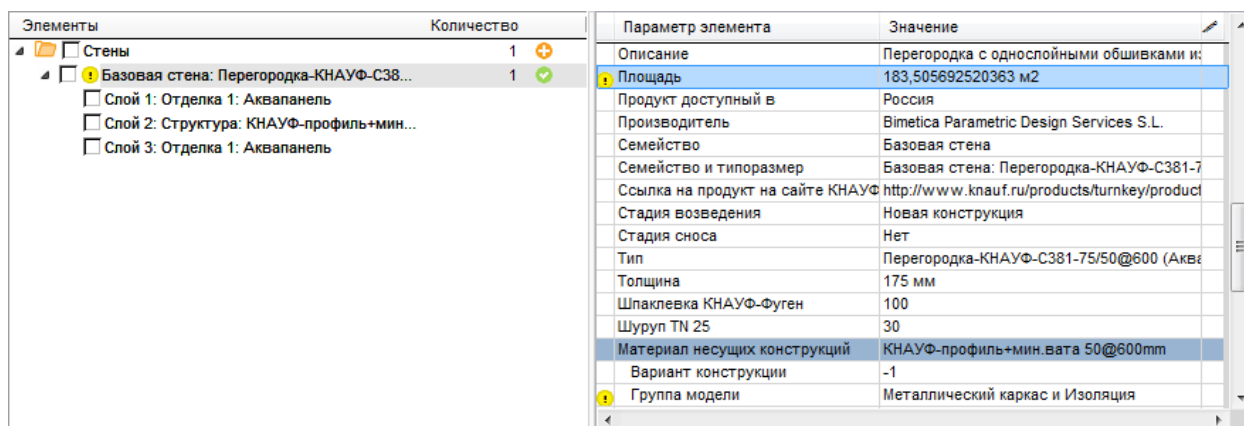 Элементы Количество
Стены 1
Базовая стена: Перегородка-КНАУФ-С38... 1
Слой 1: Отделка 1: Аквапанель
Слой 2: Структура: КНАУФ-профиль+мин...
Слой 3: Отделка 1: Аквапанель
Параметр элемента Значение
Описание Перегородка с однослойными обшивками из
Площадь 183,505692520363 м2
Продукт доступный в Россия
Производитель Bimetica Parametric Design Services S.L.
Семейство Базовая стена
Семейство и типоразмер Базовая стена: Перегородка-КНАУФ-С381-7
Ссылка на продукт на сайте КНАУФ http://www.knauf.ru/products/turnkey/product
Стадия возведения Новая конструкция
Стадия сноса Нет
Тип Перегородка-КНАУФ-С381-75/50@600 (Аква
Толщина 175 мм
Шпаклевка КНАУФ-Фуген 100
Шуруп TN 25 30
Материал несущих конструкций КНАУФ-профиль+мин.вата 50@600mm
Вариант конструкции -1
Группа модели Металлический каркас и Изоляция